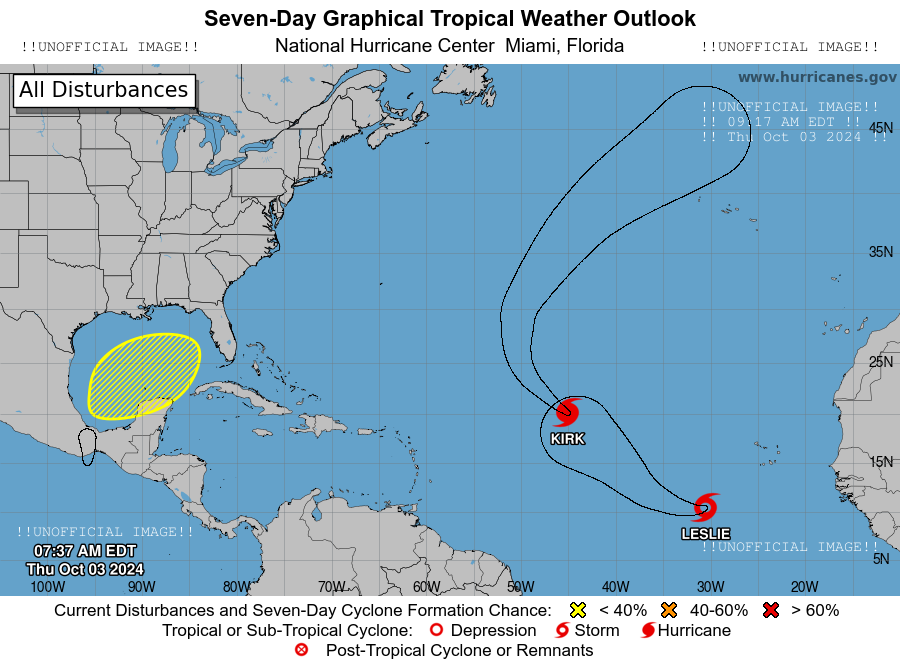 Seven-Day Graphical Tropical Weather Outlook
!!UNOFFICIAL IMAGE!!
National Hurricane Center  Miami, Florida
!!UNOFFICIAL IMAGE!!
All Disturbances
www.hurricanes.gov
!!UNOFFICIAL IMAGE!!
!! 09:17 AM EDT !!
!! Thu Oct 03 2024 !!
45N
35N
25N
KIRK
15N
LESLIE
!!UNOFFICIAL IMAGE!!
!!UNOFFICIAL IMAGE!!
07:37 AM EDT
Thu Oct 03 2024
5N
100W 90W 80W 70W 60W 50W 40W 30W 20W
Current Disturbances and Seven-Day Cyclone Formation Chance: < 40% 40-60% > 60%
Tropical or Sub-Tropical Cyclone: Depression Storm Hurricane
Post-Tropical Cyclone or Remnants